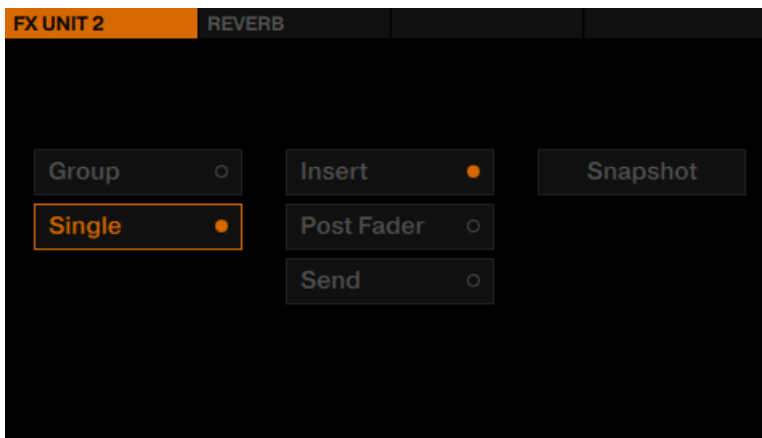 FX UNIT 2 REVERB
Group Insert Snapshot
Single Post Fader
Send